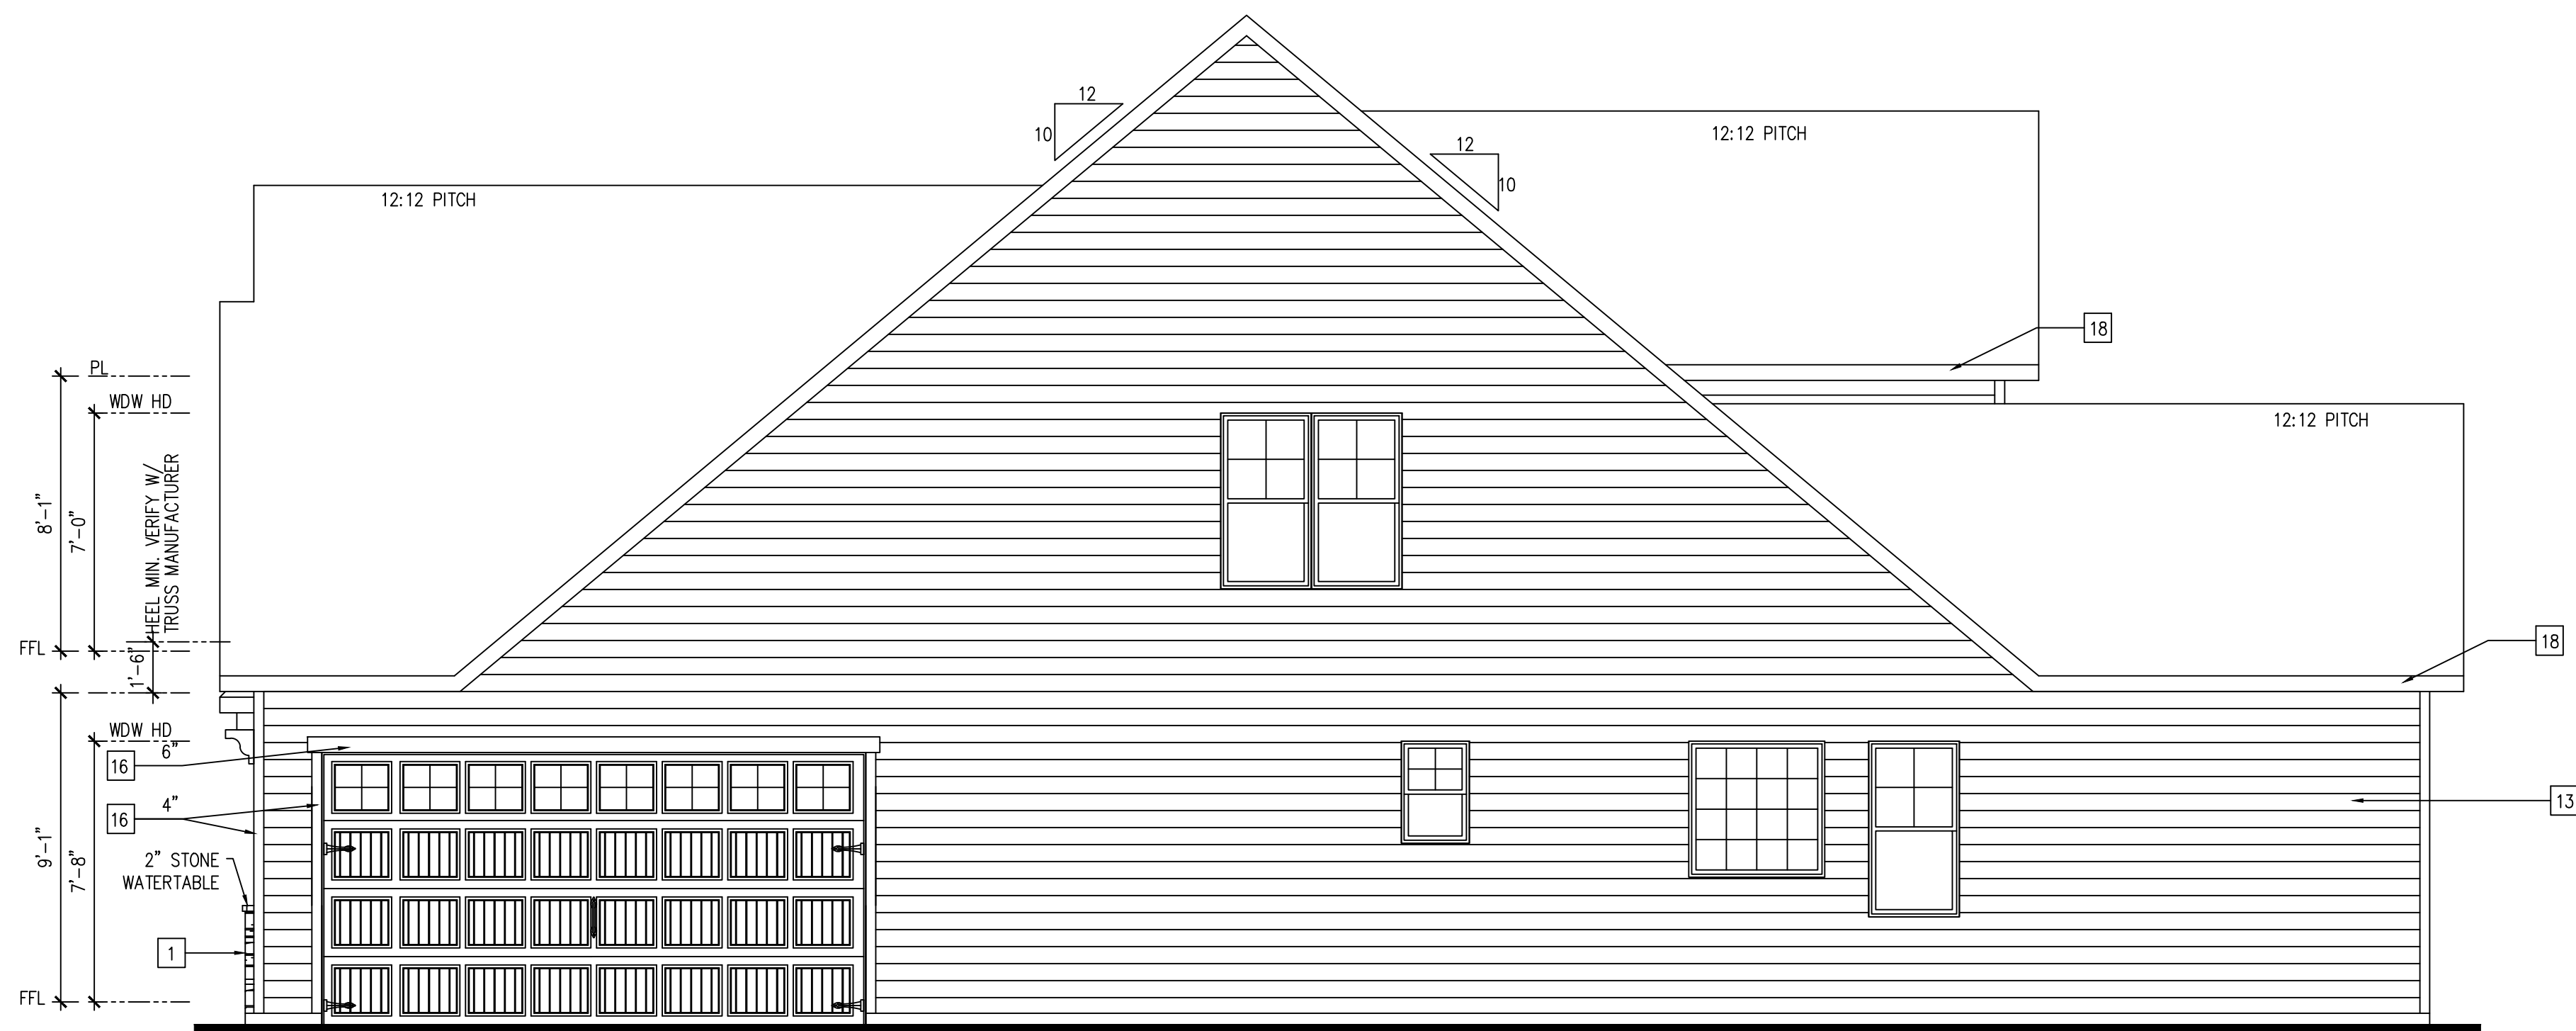 12
10
12:12 PITCH
12
10
12:12 PITCH
18
PL
WDW HD
12:12 PITCH
8'-1"
7'-0"
HEEL MIN. VERIFY W/
TRUSS MANUFACTURER
1'-6"
FFL
18
WDW HD
6"
16
4"
16
13
9'-1"
7'-8"
2" STONE
WATERTABLE
1
FFL